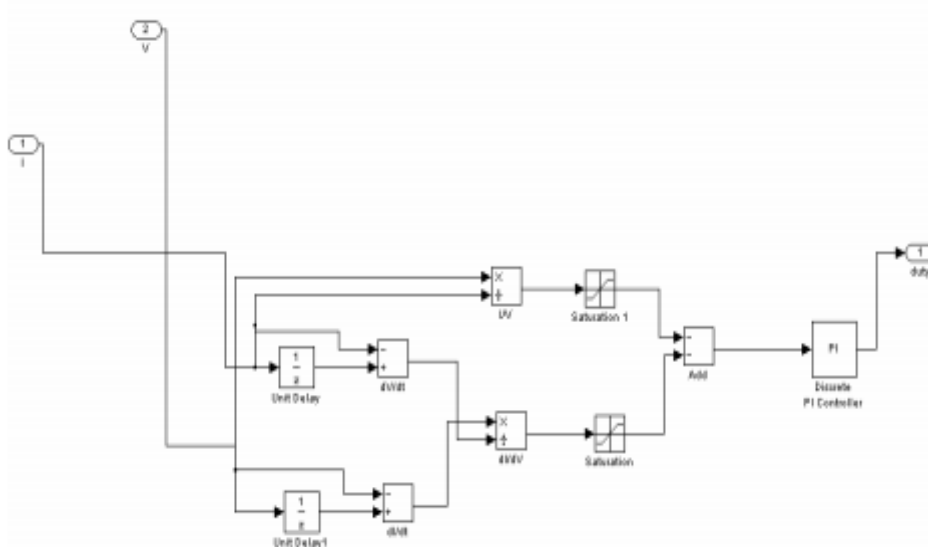 2
V
1
I
1
duty
×
÷
I/V
Saturation 1
-
-
Add
PI
Discrete
PI Controller
-
+
dV/dt
1
z
Unit Delay
×
÷
dI/dV
Saturation
-
+
dI/dt
1
z
Unit Delay1